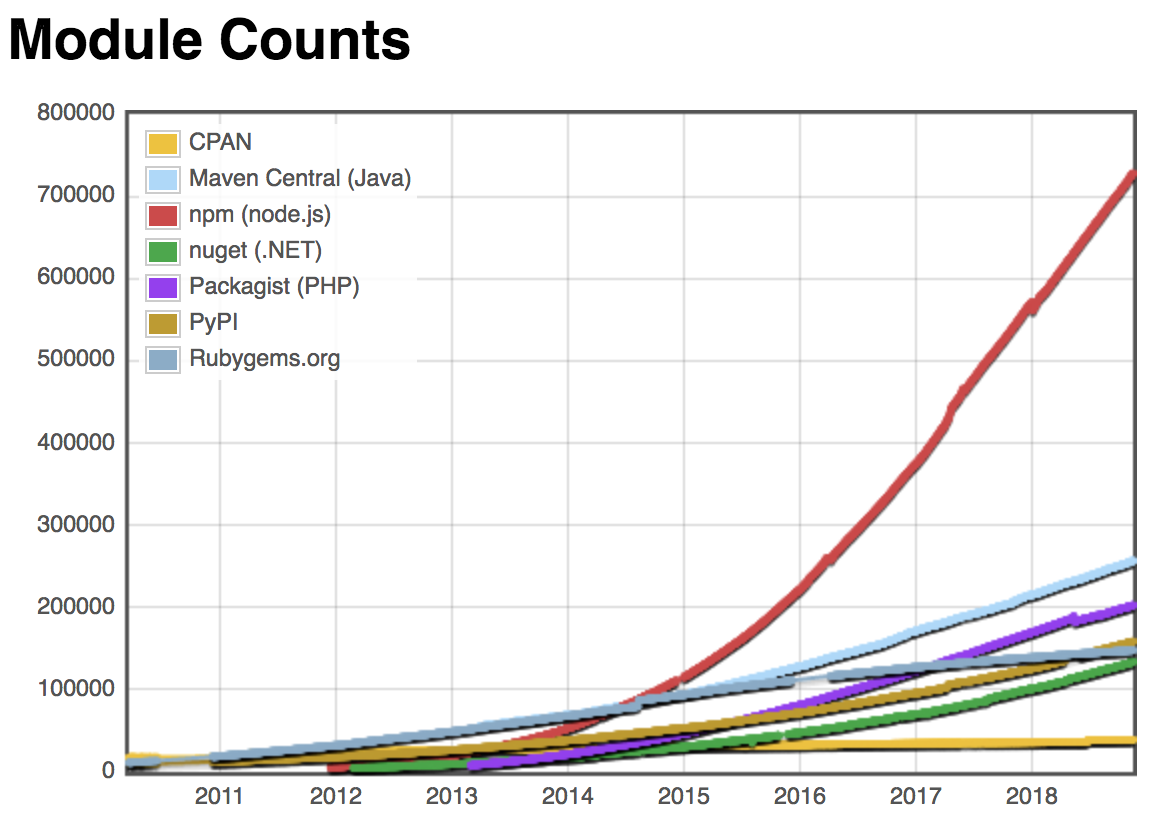 Module Counts
800000
700000
600000
500000
400000
300000
200000
100000
0
CPAN
Maven Central (Java)
npm (node.js)
nuget (.NET)
Packagist (PHP)
PyPI
Rubygems.org
2011 2012 2013 2014 2015 2016 2017 2018